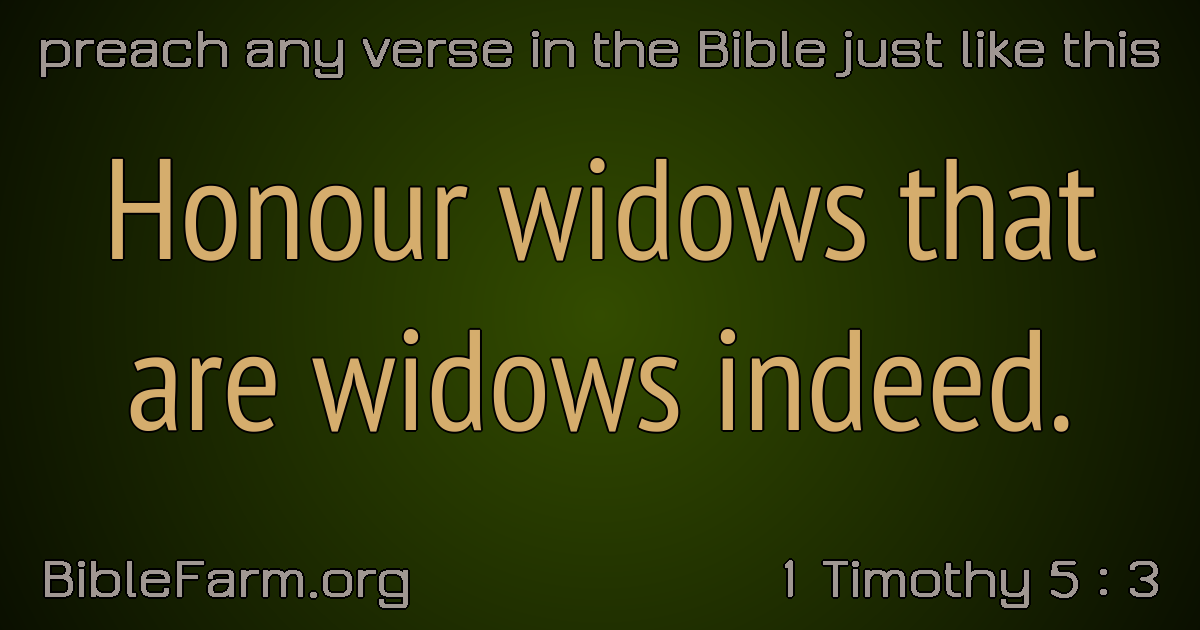 preach any verse in the Bible just like this
Honour widows that
are widows indeed.
BibleFarm.org
1 Timothy 5 : 3